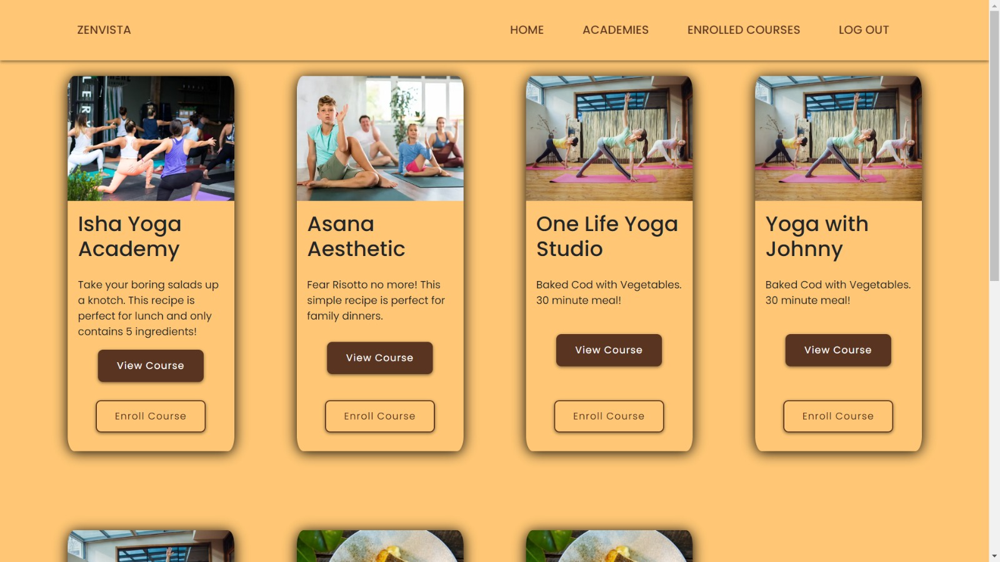 ZENVISTA
HOME
ACADEMIES
ENROLLED COURSES
LOG OUT
Isha Yoga
Academy
Take your boring salads up
a knotch. This recipe is
perfect for lunch and only
contains 5 ingredients!
View Course
Enroll Course
Asana
Aesthetic
Fear Risotto no more! This
simple recipe is perfect for
family dinners.
View Course
Enroll Course
One Life Yoga
Studio
Baked Cod with Vegetables.
30 minute meal!
View Course
Enroll Course
Yoga with
Johnny
Baked Cod with Vegetables.
30 minute meal!
View Course
Enroll Course